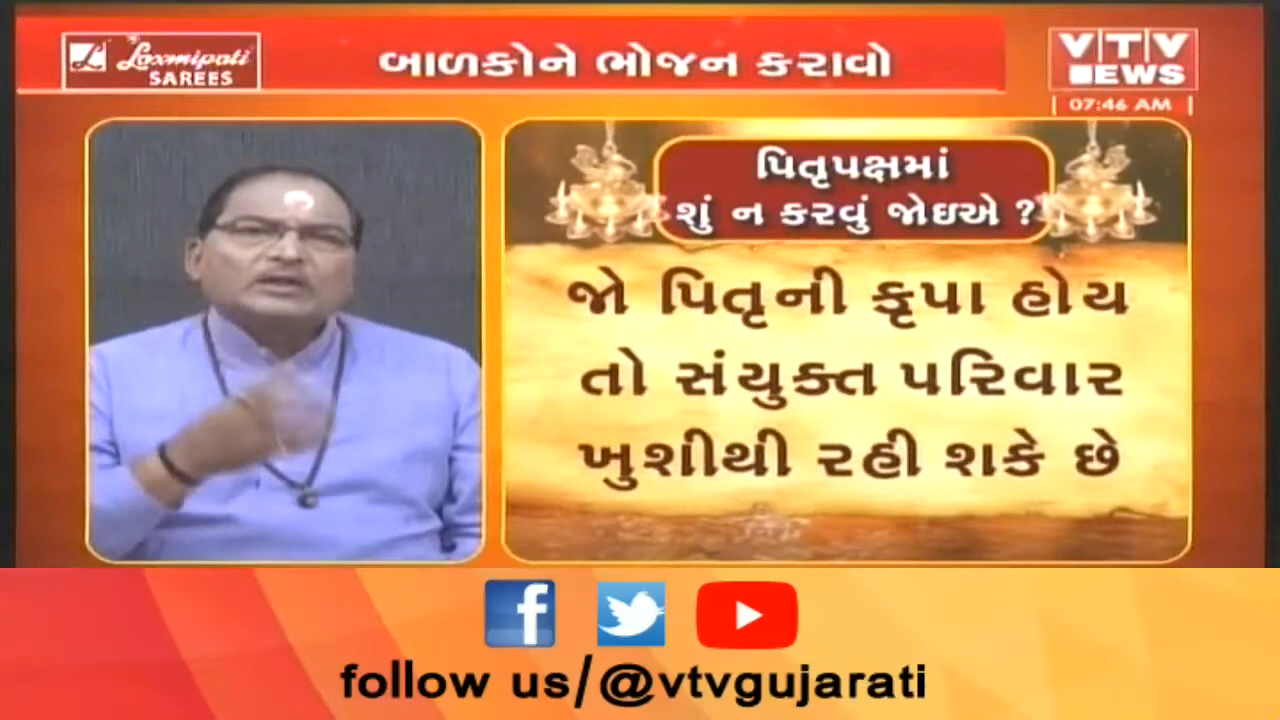 Laxmipati
SAREES
બાળકોને ભોજન કરાવો
VTV
NEWS
07:46 AM
પિતૃપક્ષમાં
શું ન કરવું જોઇએ ?
જો પિતૃની કૃપા હોય
તો સંયુક્ત પરિવાર
ખુશીથી રહી શકે છે
follow us/@vtvgujarati